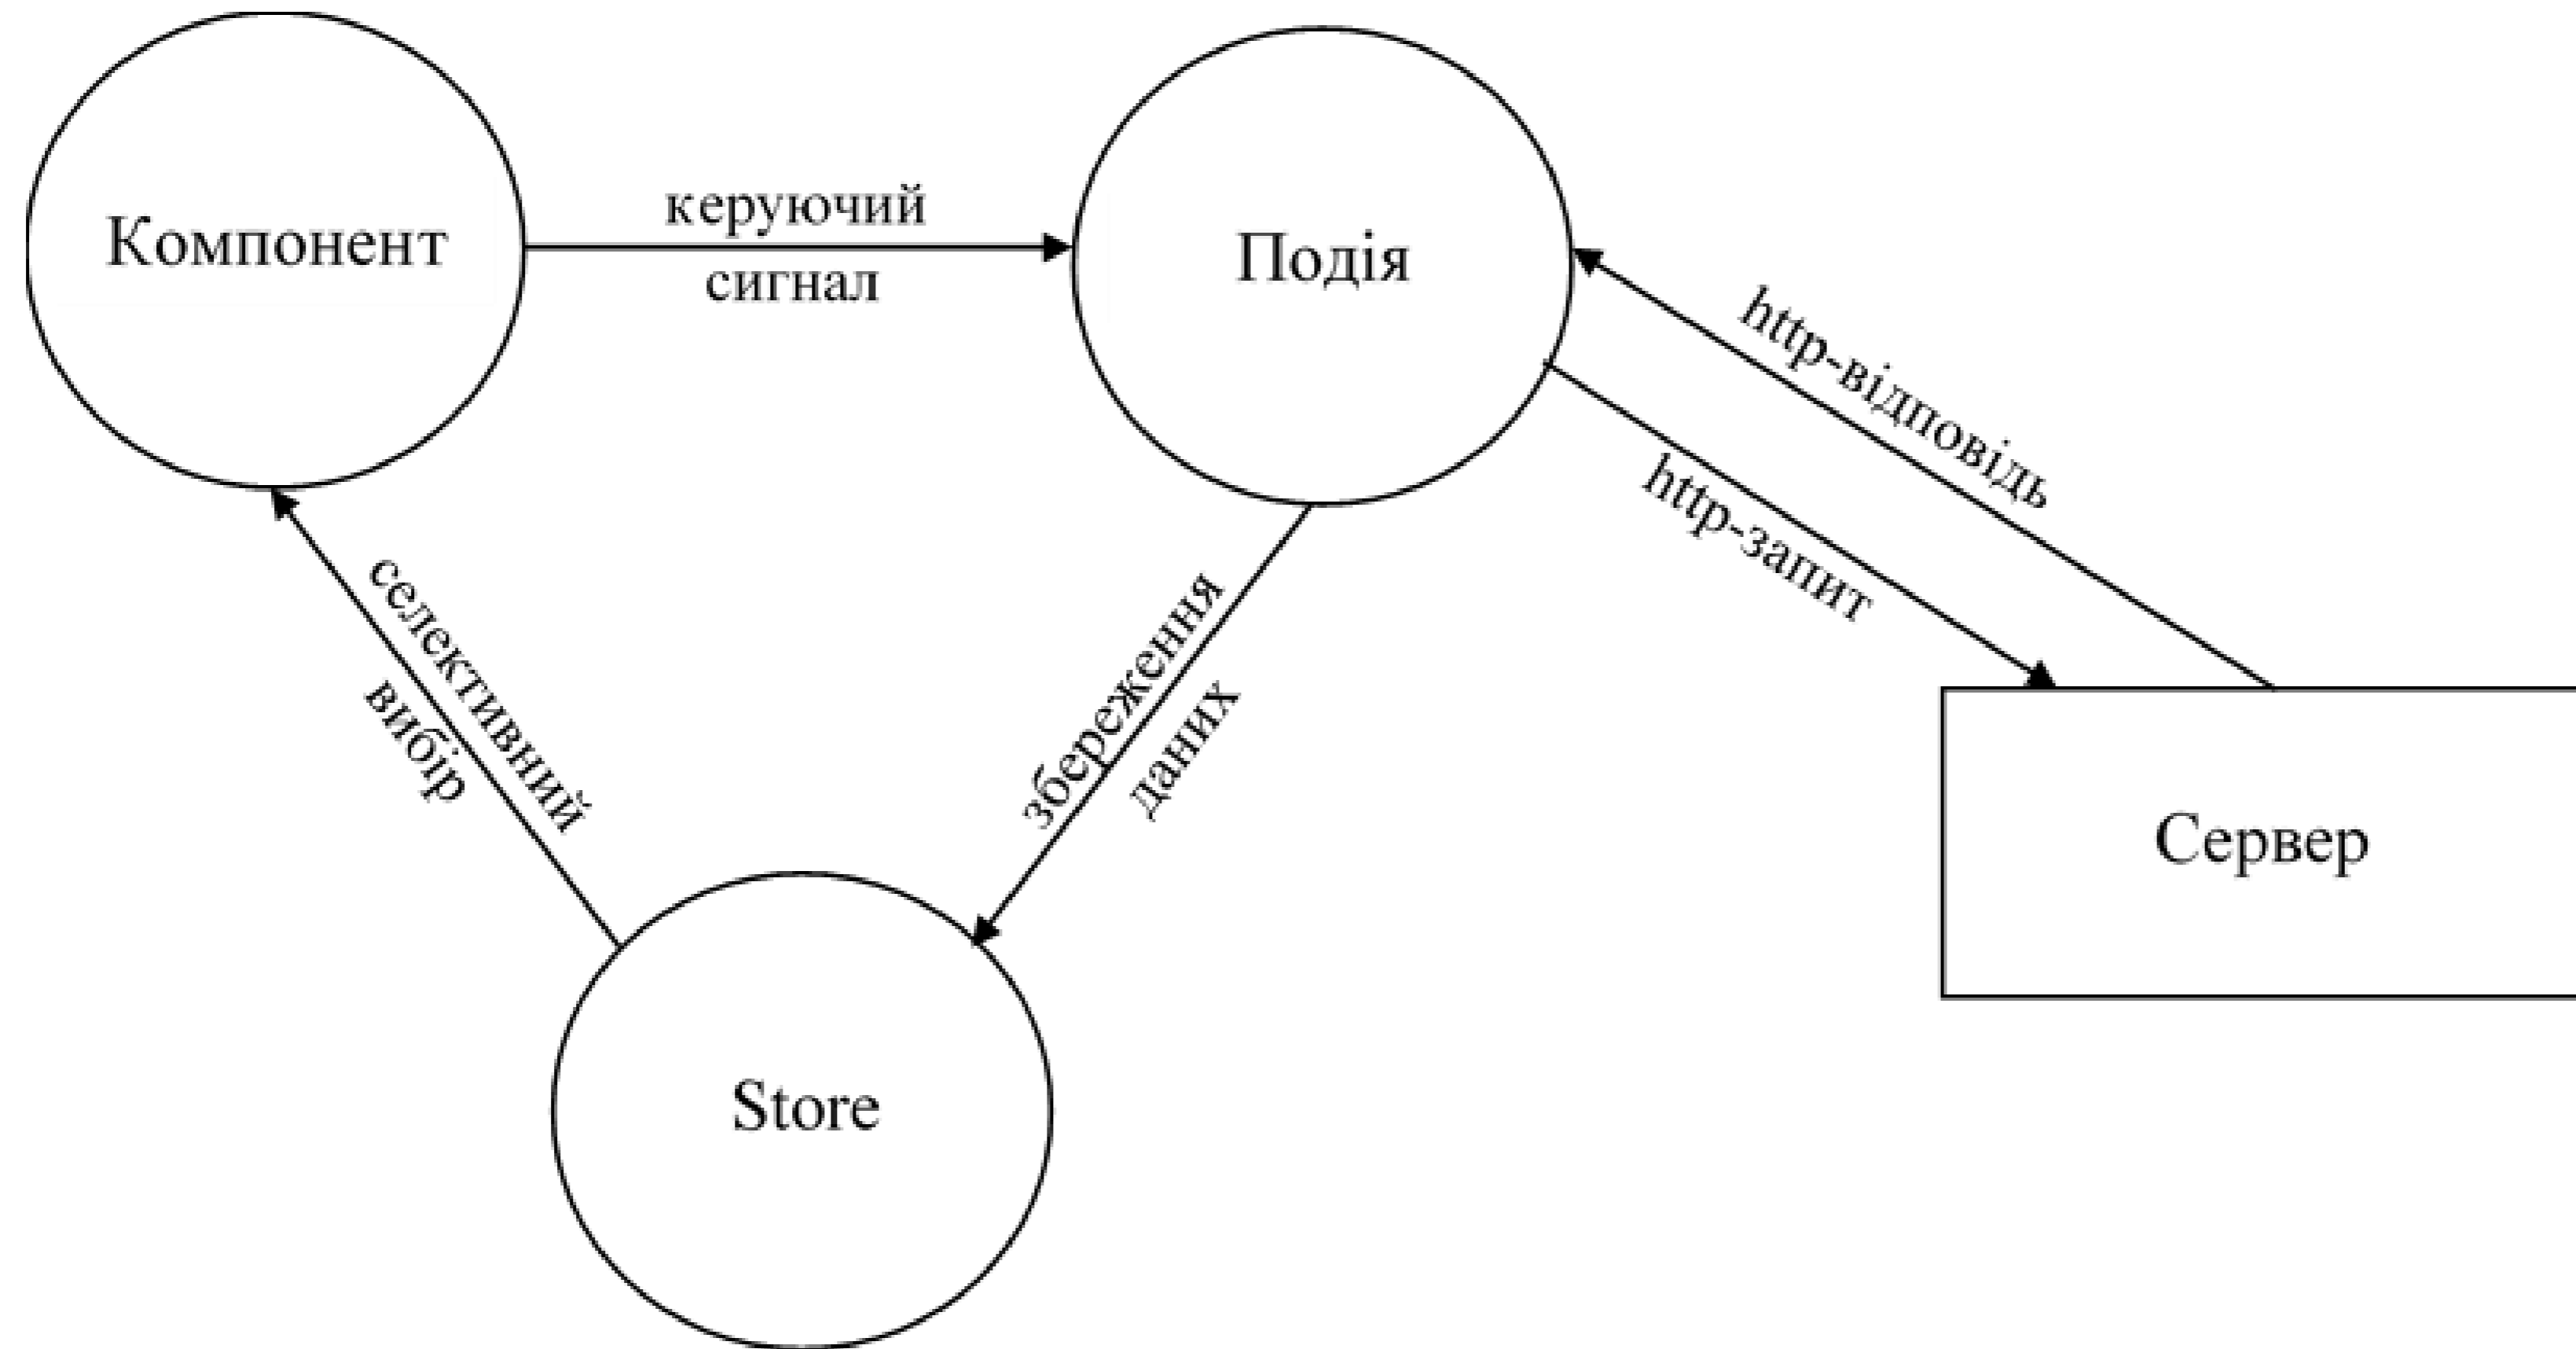 Компонент
керуючий
сигнал
Подія
http-відповідь
http-запит
селективний
вибір
збереження
даних
Сервер
Store